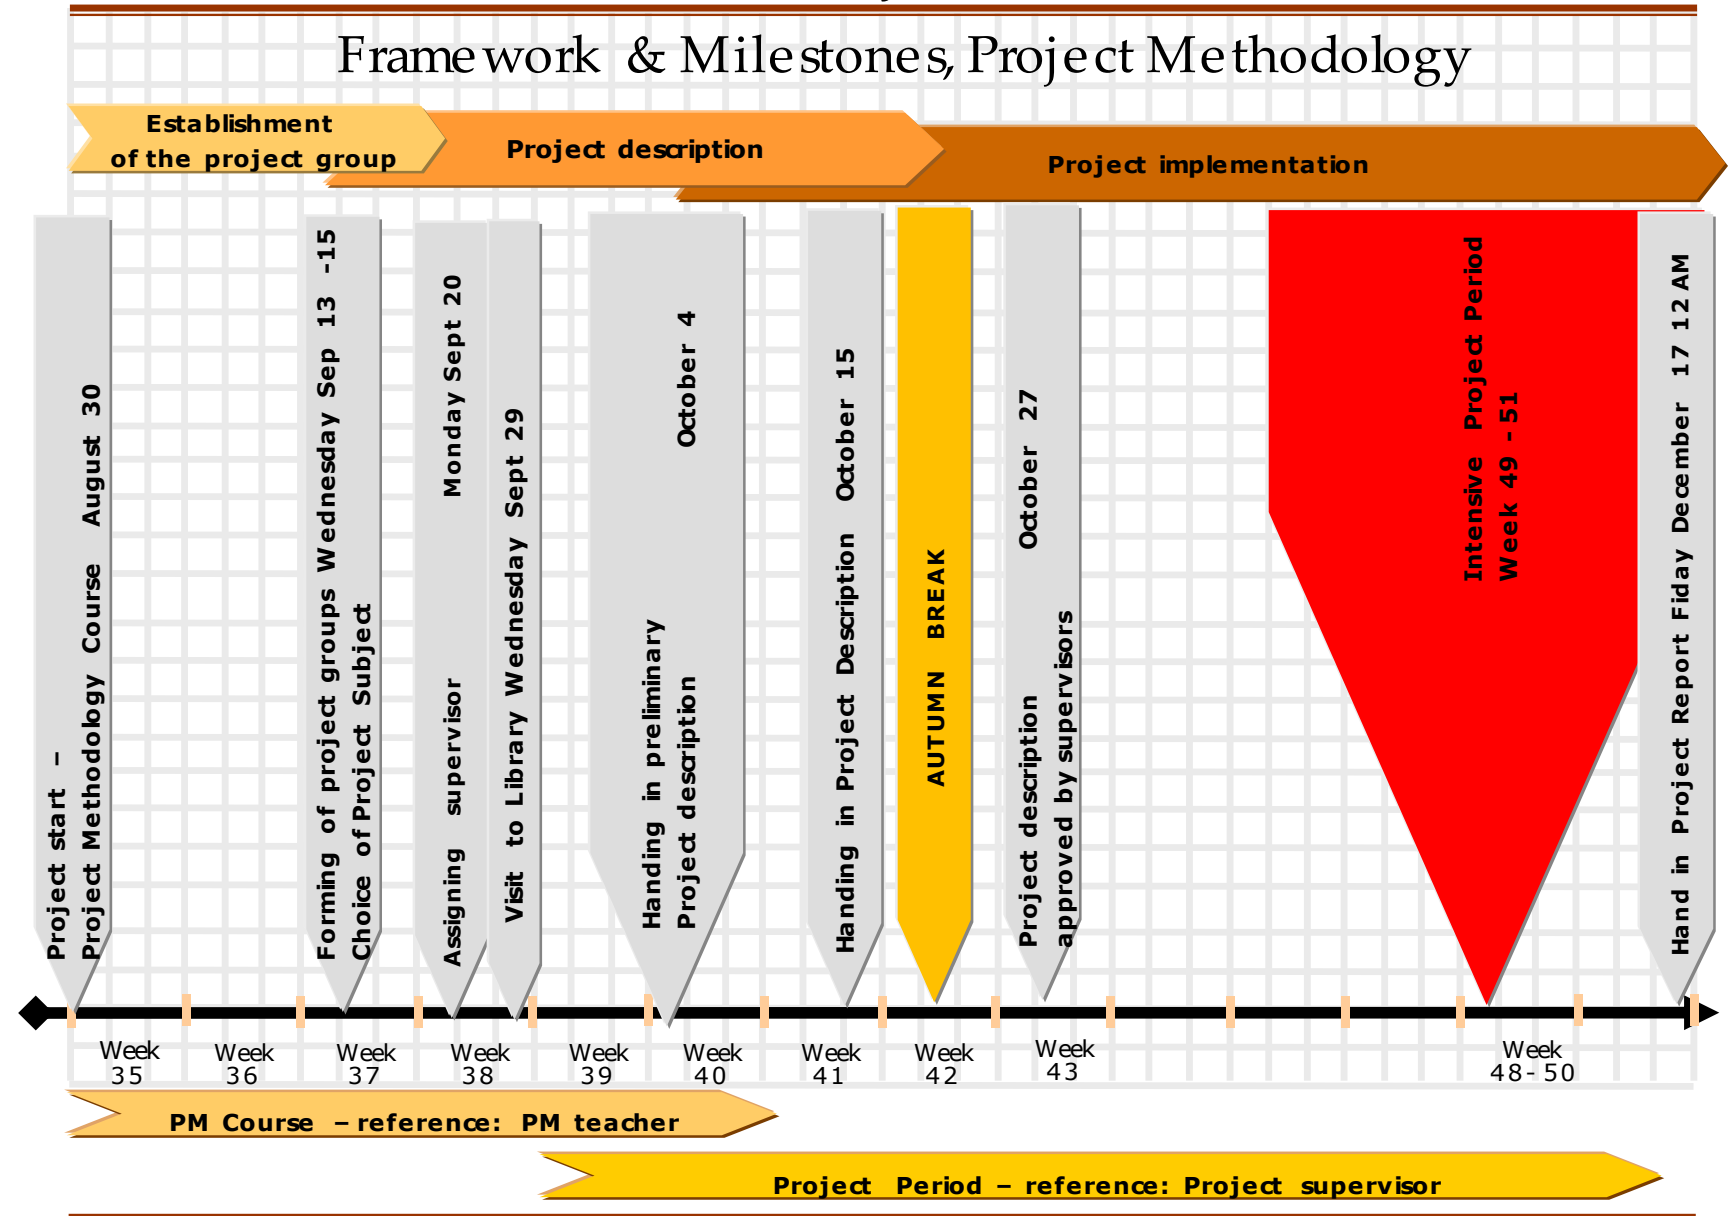 Framework & Milestones, Project Methodology
Establishment
of the project group
Project description
Project implementation
Project start –
Project Methodology Course August 30
Forming of project groups Wednesday Sep 13 -15
Choice of Project Subject
Assigning supervisor Monday Sept 20
Visit to Library Wednesday Sept 29
Handing in preliminary
Project description October 4
Handing in Project Description October 15
AUTUMN BREAK
Project description October 27
approved by supervisors
Intensive Project Period
Week 49 - 51
Hand in Project Report Fiday December 17 12 AM
Week
35
Week
36
Week
37
Week
38
Week
39
Week
40
Week
41
Week
42
Week
43
Week
48-50
PM Course – reference: PM teacher
Project Period – reference: Project supervisor